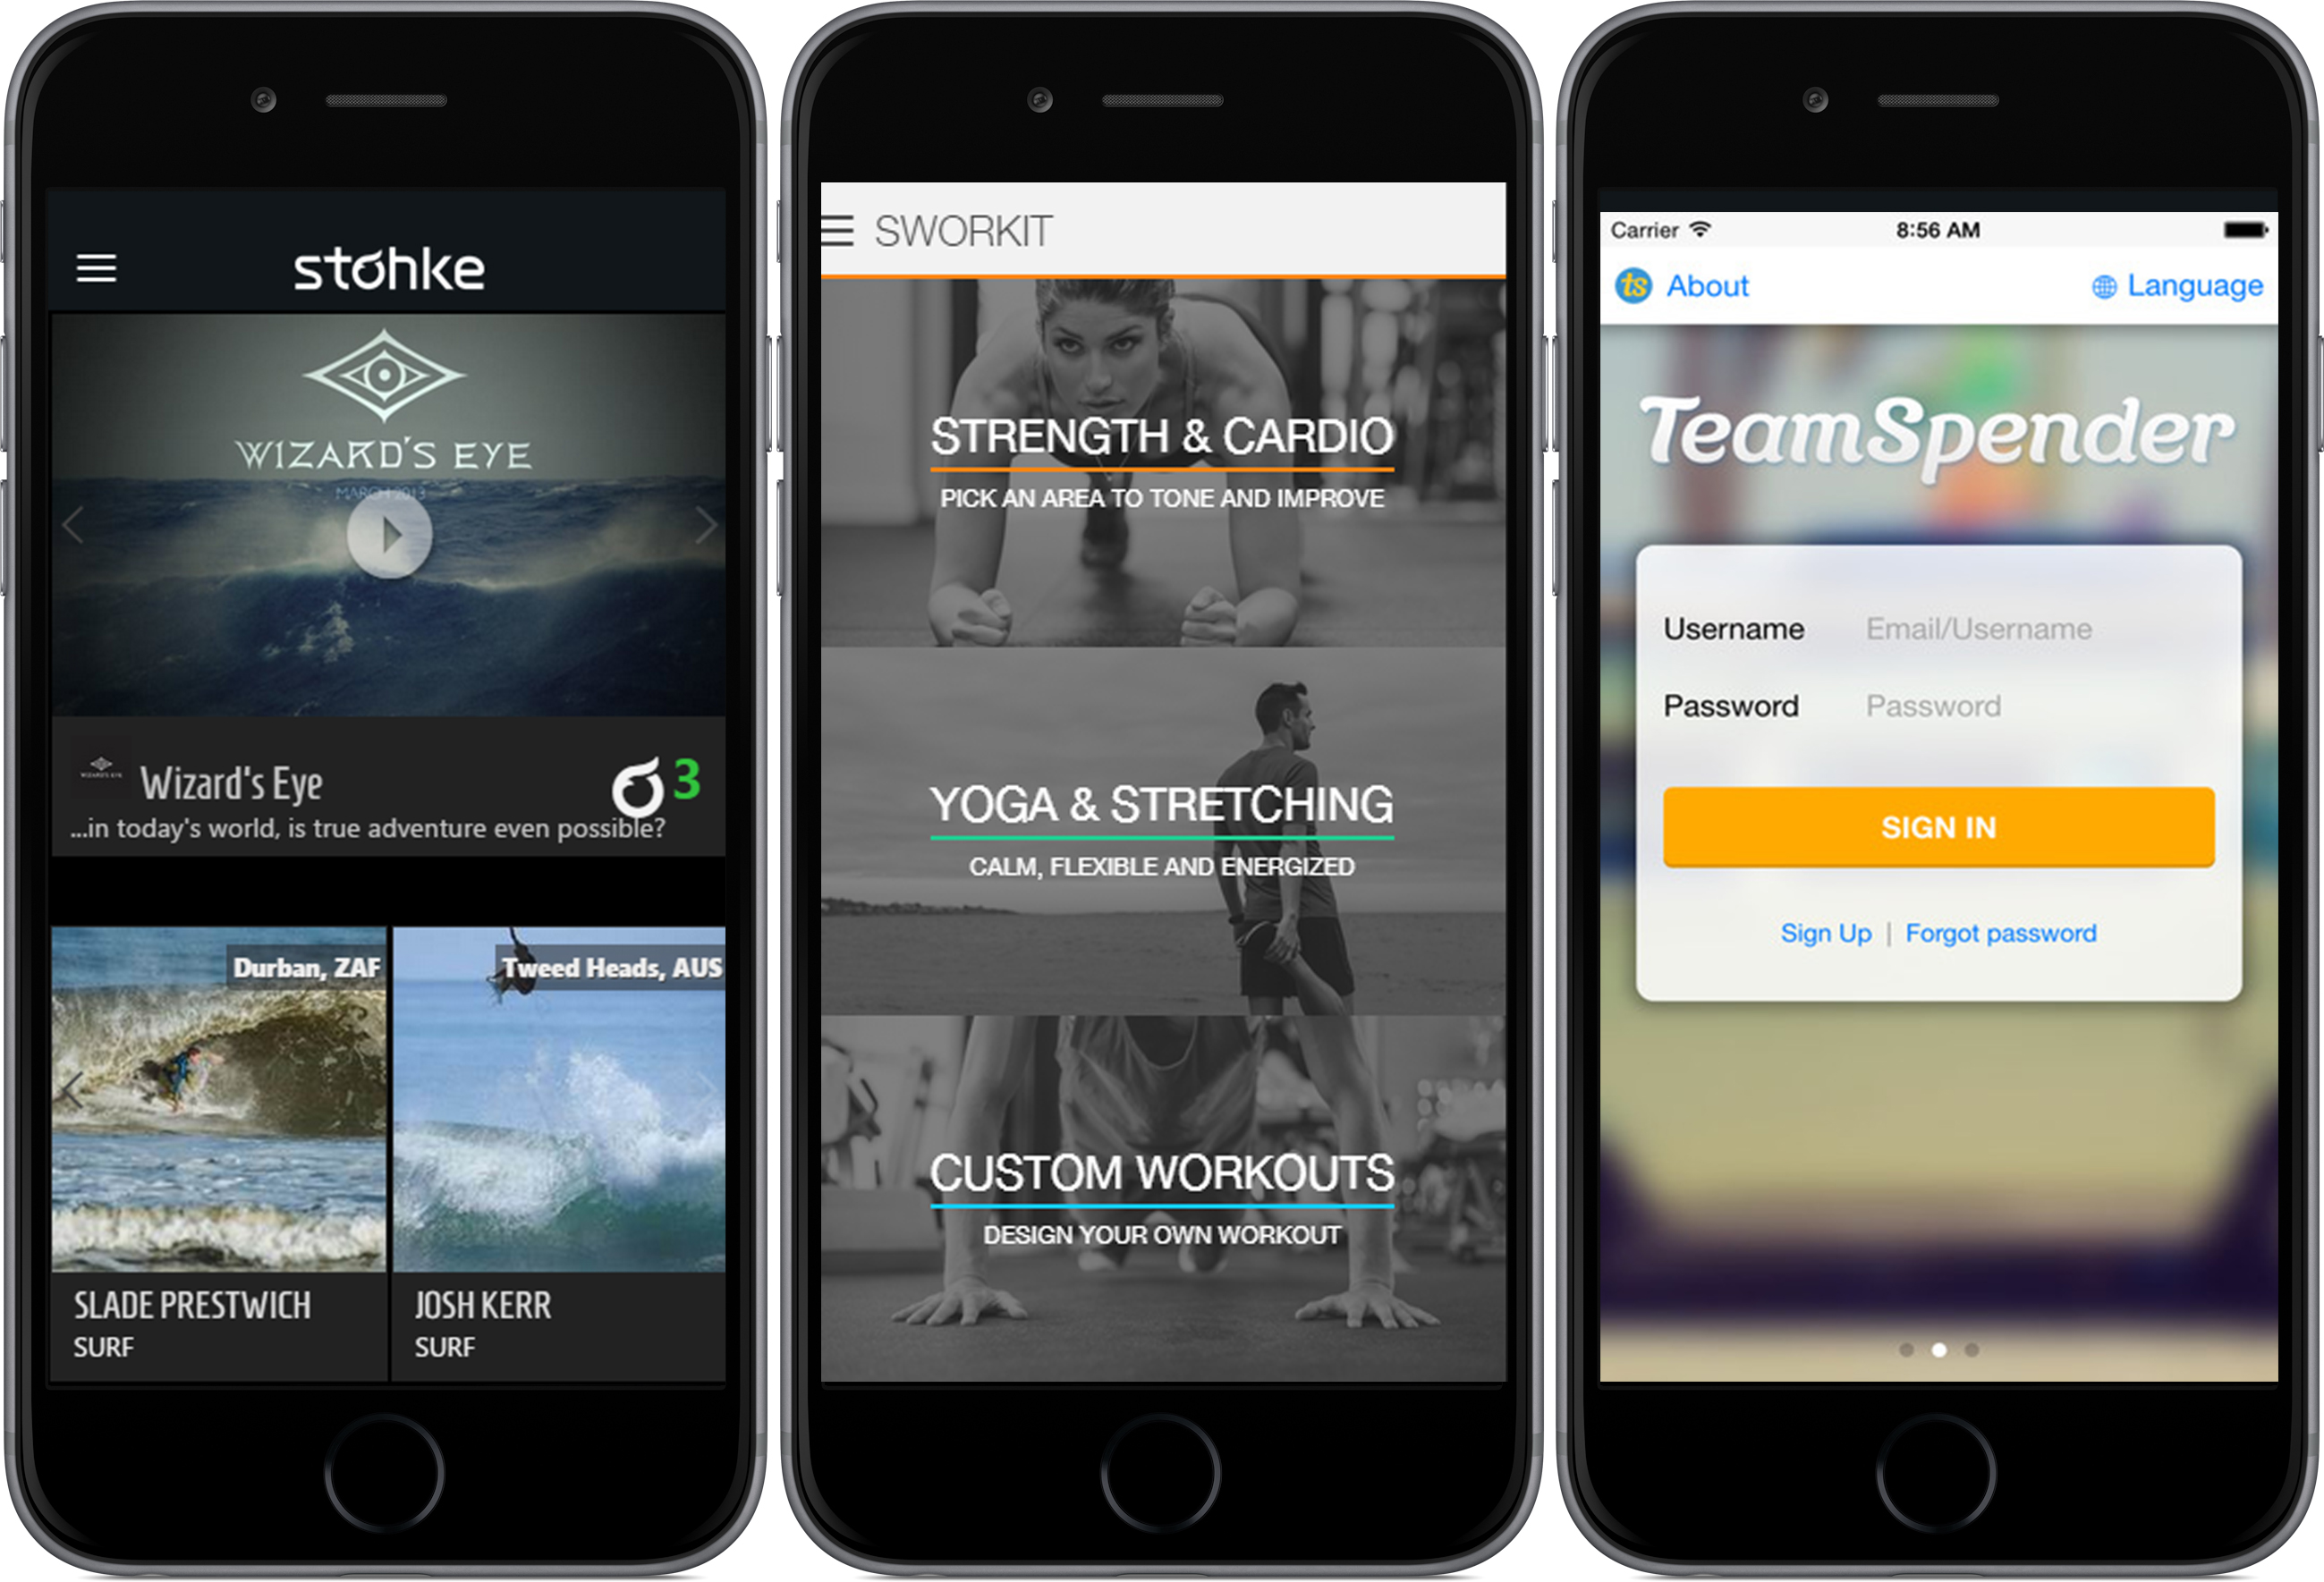 stohke
WIZARD'S EYE
MARCH 2013
WIZARD'S EYE
Wizard's Eye
3
...in today's world, is true adventure even possible?
Durban, ZAF
Tweed Heads, AUS
SLADE PRESTWICH
SURF
JOSH KERR
SURF
SWORKIT
STRENGTH & CARDIO
PICK AN AREA TO TONE AND IMPROVE
YOGA & STRETCHING
CALM, FLEXIBLE AND ENERGIZED
CUSTOM WORKOUTS
DESIGN YOUR OWN WORKOUT
Carrier
8:56 AM
ts
About
Language
TeamSpender
Username
Email/Username
Password
Password
SIGN IN
Sign Up | Forgot password